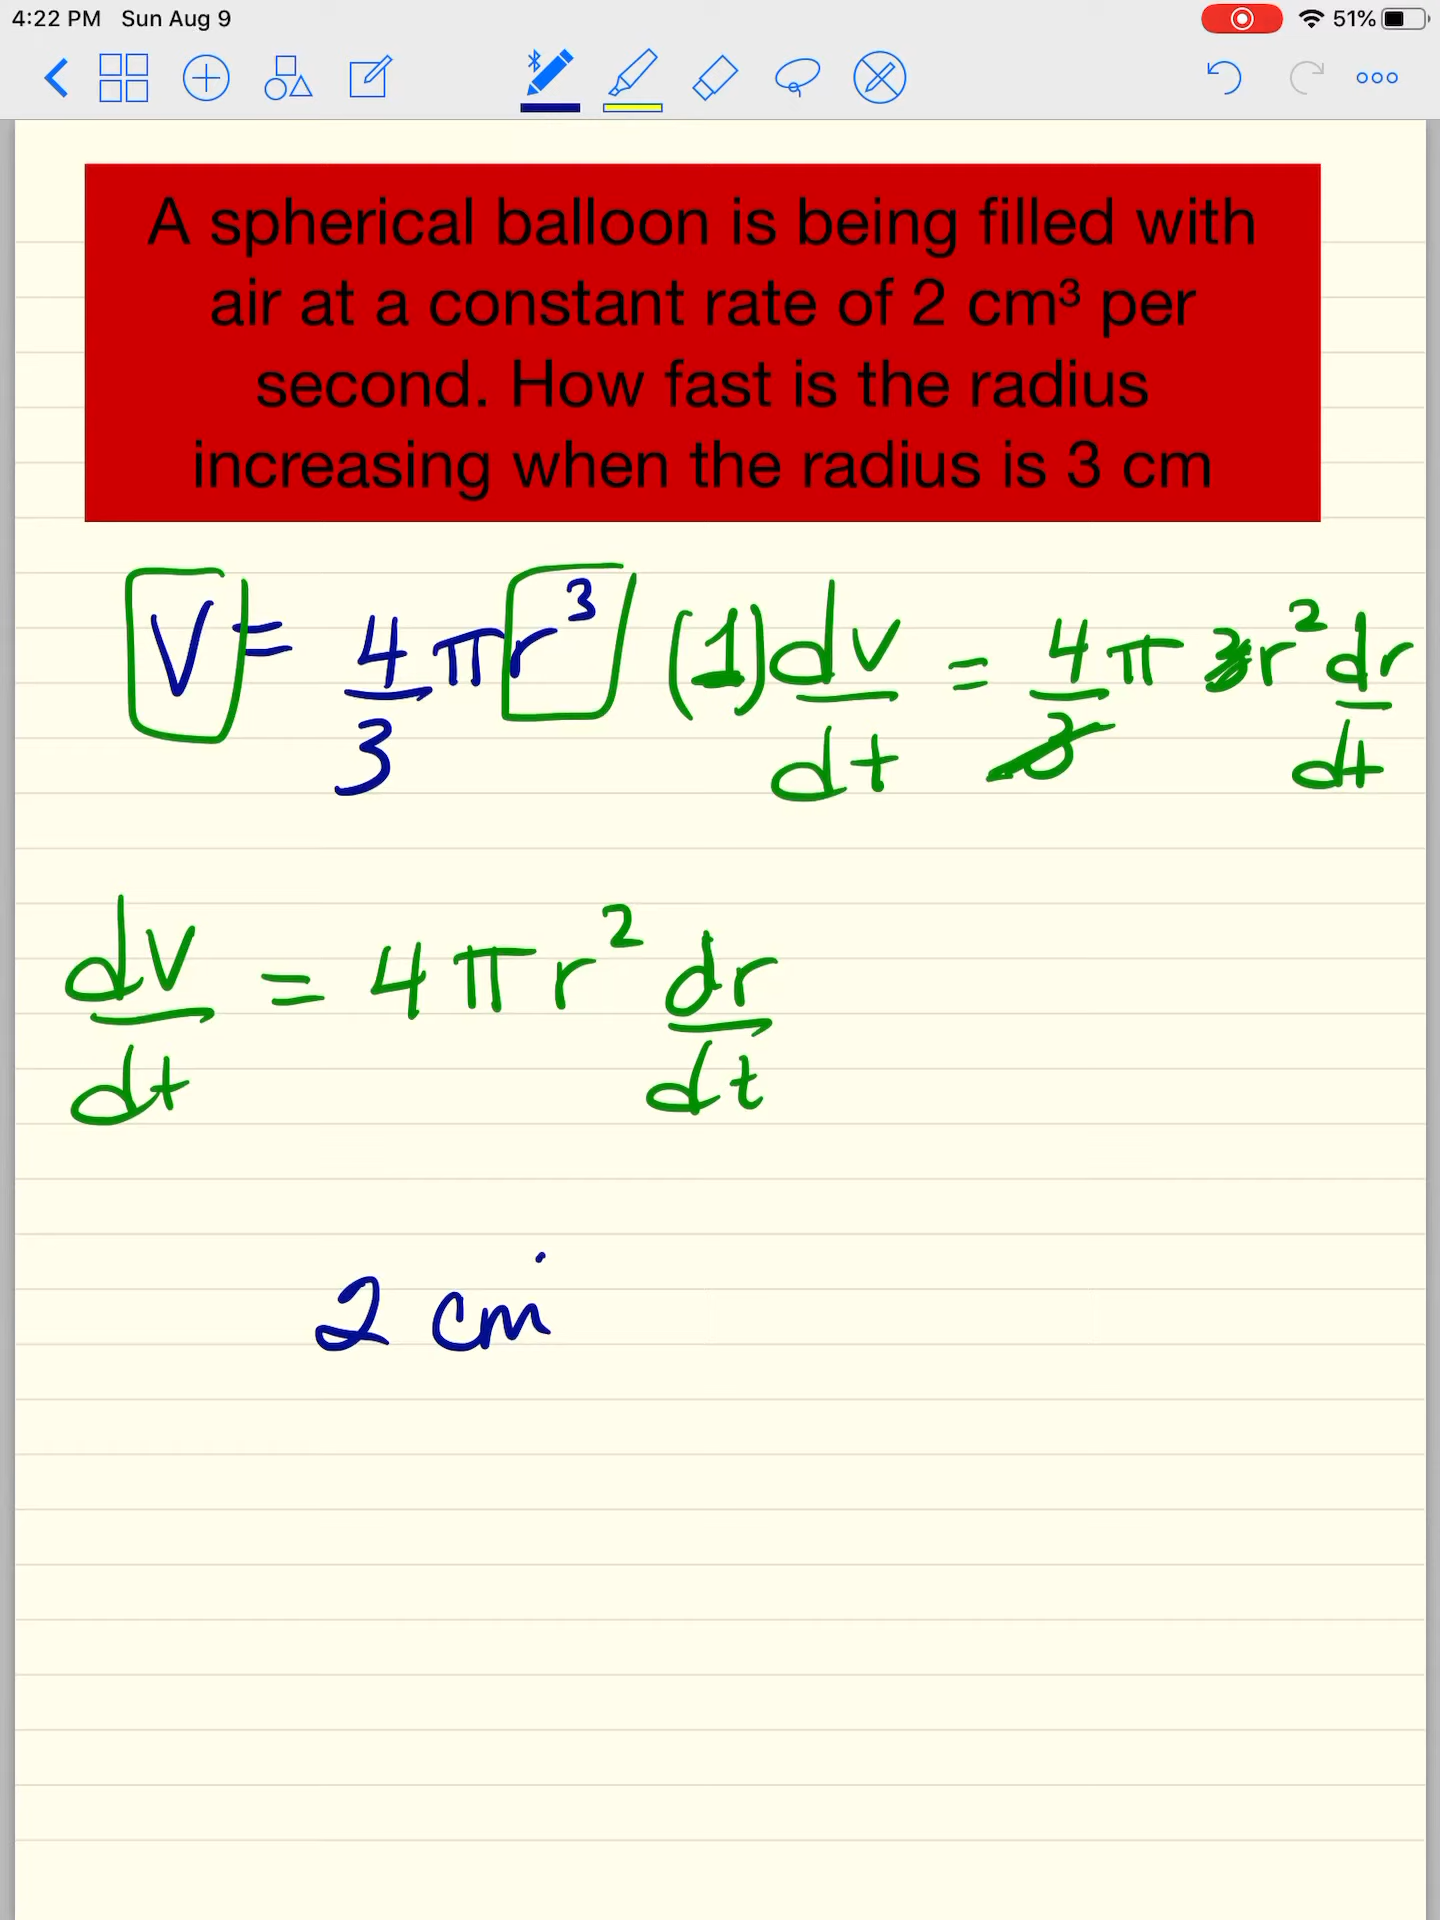 4:22 PM Sun Aug 9 51%
A spherical balloon is being filled with
air at a constant rate of 2 cm³ per
second. How fast is the radius
increasing when the radius is 3 cm
V = 4/3 πr³ (1) dv/dt = 4/3 π 3r² dr/dt
dv/dt = 4πr² dr/dt
2 cm